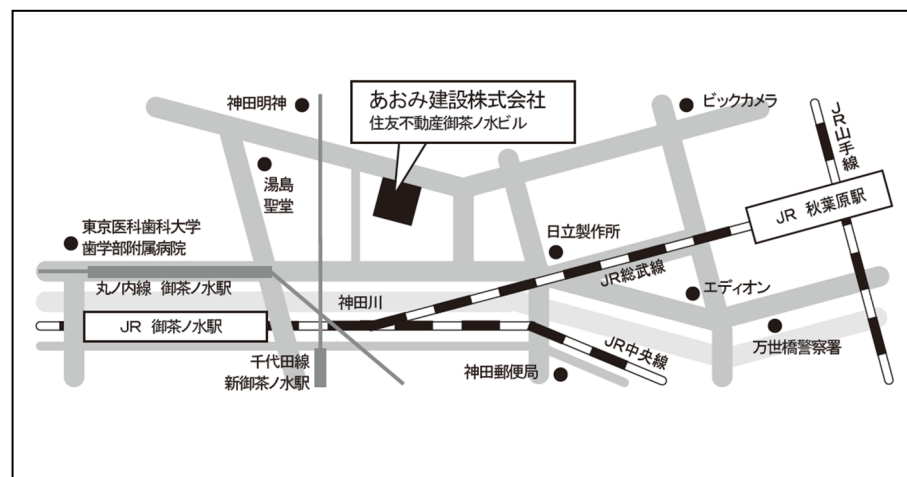 神田明神
あおみ建設株式会社
住友不動産御茶ノ水ビル
ビックカメラ
JR山手線
湯島
聖堂
東京医科歯科大学
歯学部附属病院
日立製作所
JR 秋葉原駅
丸ノ内線 御茶ノ水駅
神田川
JR総武線
エディオン
JR 御茶ノ水駅
千代田線
新御茶ノ水駅
神田郵便局
JR中央線
万世橋警察署